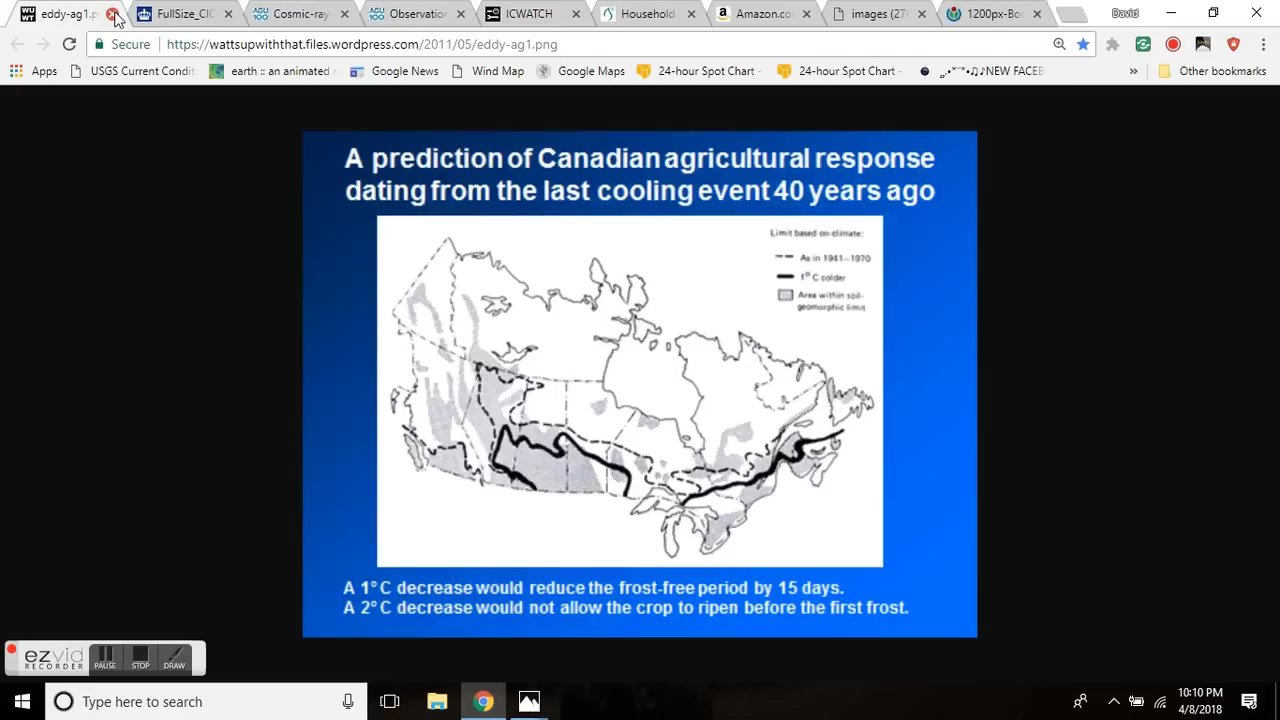 eddy-ag1.p
FullSize_CIC
Cosmic-ray
Observation
ICWATCH
Household
Amazon.co
images (27
1200px-Bo
David
Secure
https://wattsupwiththat.files.wordpress.com/2011/05/eddy-ag1.png
Apps
USGS Current Condit
earth :: an animated
Google News
Wind Map
Google Maps
24-hour Spot Chart -
24-hour Spot Chart -
NEW FACEB
»
Other bookmarks
A prediction of Canadian agricultural response
dating from the last cooling event 40 years ago
Limit based on climate:
As in 1941–1970
1° C colder
Area within soil-
geomorphic limit
A 1° C decrease would reduce the frost-free period by 15 days.
A 2° C decrease would not allow the crop to ripen before the first frost.
ezvid
RECORDER
PAUSE
STOP
DRAW
Type here to search
10:10 PM
4/8/2018